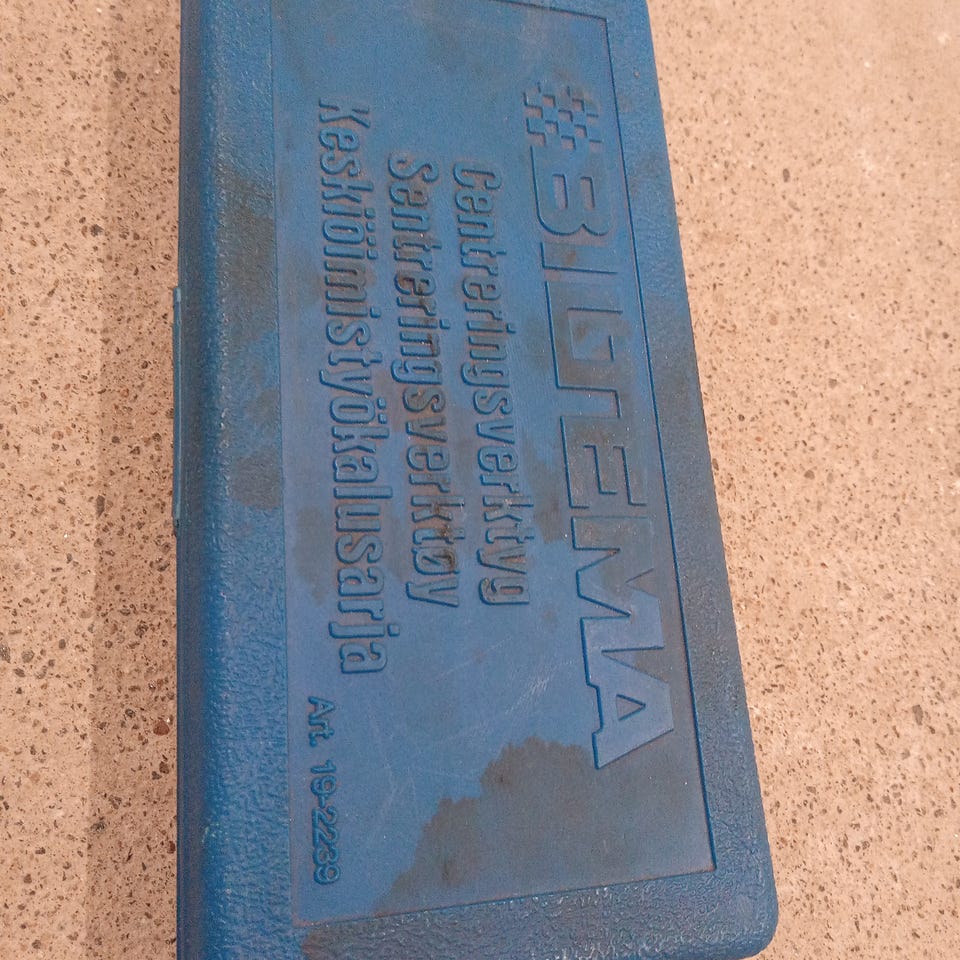 BILTEMA
Centreringsverktyg
Sentreringsverktøy
Keskiöimistyökalusarja
Art. 19-2239